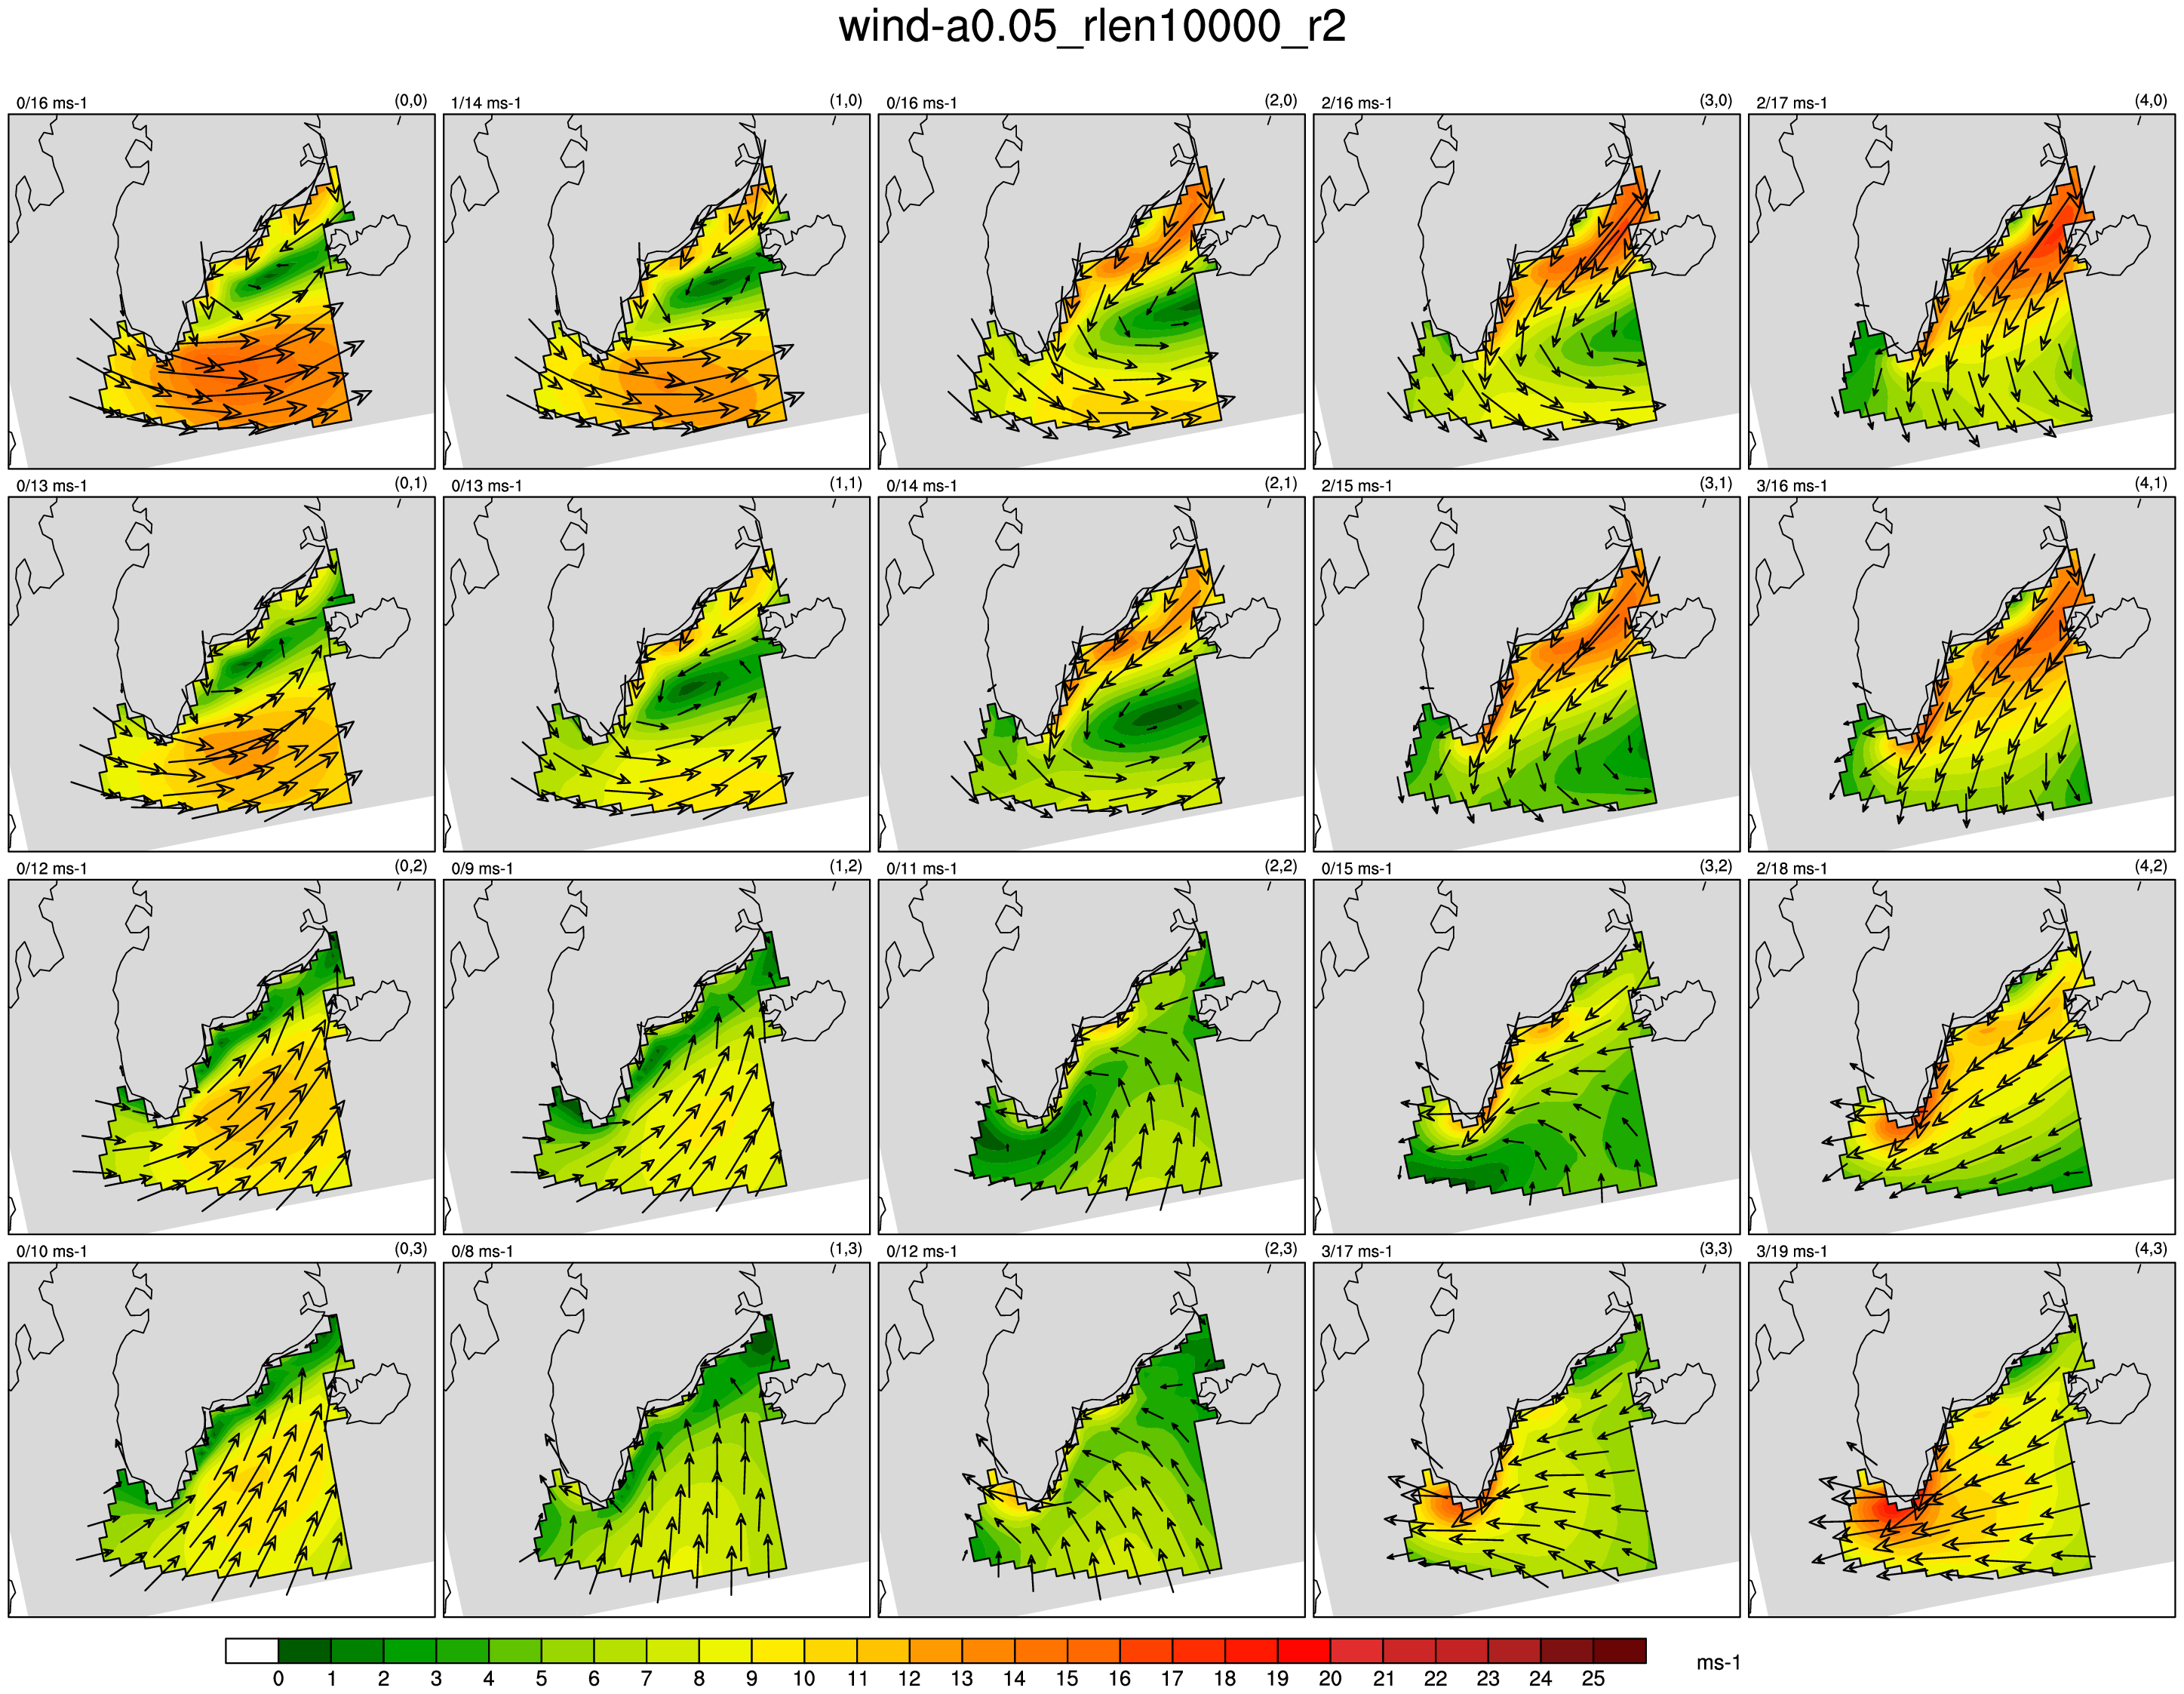 wind-a0.05_rlen10000_r2
0/16 ms-1 (0,0) 1/14 ms-1 (1,0) 0/16 ms-1 (2,0) 2/16 ms-1 (3,0) 2/17 ms-1 (4,0)
0/13 ms-1 (0,1) 0/13 ms-1 (1,1) 0/14 ms-1 (2,1) 2/15 ms-1 (3,1) 3/16 ms-1 (4,1)
0/12 ms-1 (0,2) 0/9 ms-1 (1,2) 0/11 ms-1 (2,2) 0/15 ms-1 (3,2) 2/18 ms-1 (4,2)
0/10 ms-1 (0,3) 0/8 ms-1 (1,3) 0/12 ms-1 (2,3) 3/17 ms-1 (3,3) 3/19 ms-1 (4,3)
0 1 2 3 4 5 6 7 8 9 10 11 12 13 14 15 16 17 18 19 20 21 22 23 24 25 ms-1